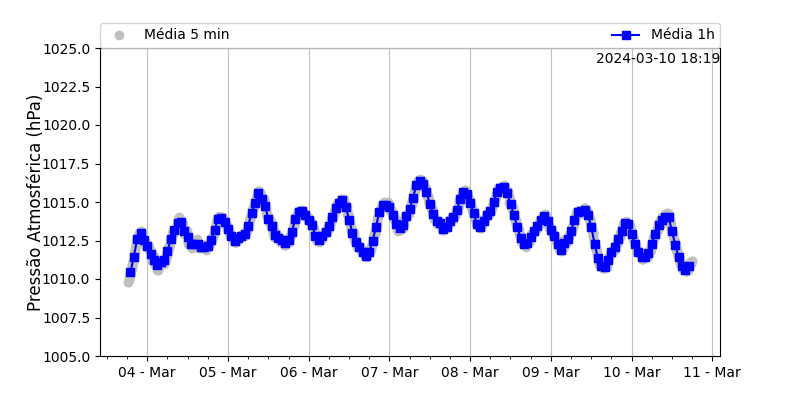 Média 5 min
Média 1h
2024-03-10 18:19
Pressão Atmosférica (hPa)
1025.0
1022.5
1020.0
1017.5
1015.0
1012.5
1010.0
1007.5
1005.0
04 - Mar
05 - Mar
06 - Mar
07 - Mar
08 - Mar
09 - Mar
10 - Mar
11 - Mar